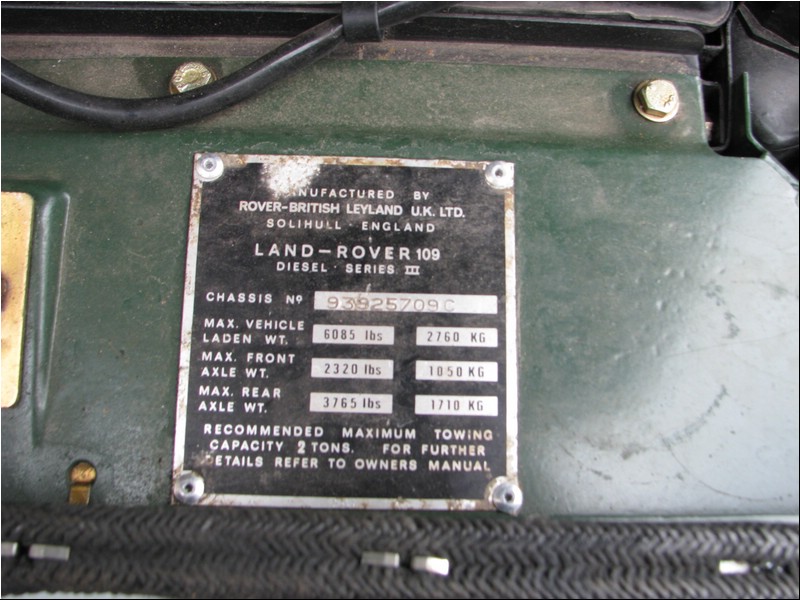 MANUFACTURED BY
ROVER-BRITISH LEYLAND U.K. LTD.
SOLIHULL · ENGLAND
LAND-ROVER 109
DIESEL · SERIES III
CHASSIS Nº 93925709C
MAX. VEHICLE
LADEN WT. 6085 lbs 2760 KG
MAX. FRONT
AXLE WT. 2320 lbs 1050 KG
MAX. REAR
AXLE WT. 3765 lbs 1710 KG
RECOMMENDED MAXIMUM TOWING
CAPACITY 2 TONS. FOR FURTHER
DETAILS REFER TO OWNERS MANUAL